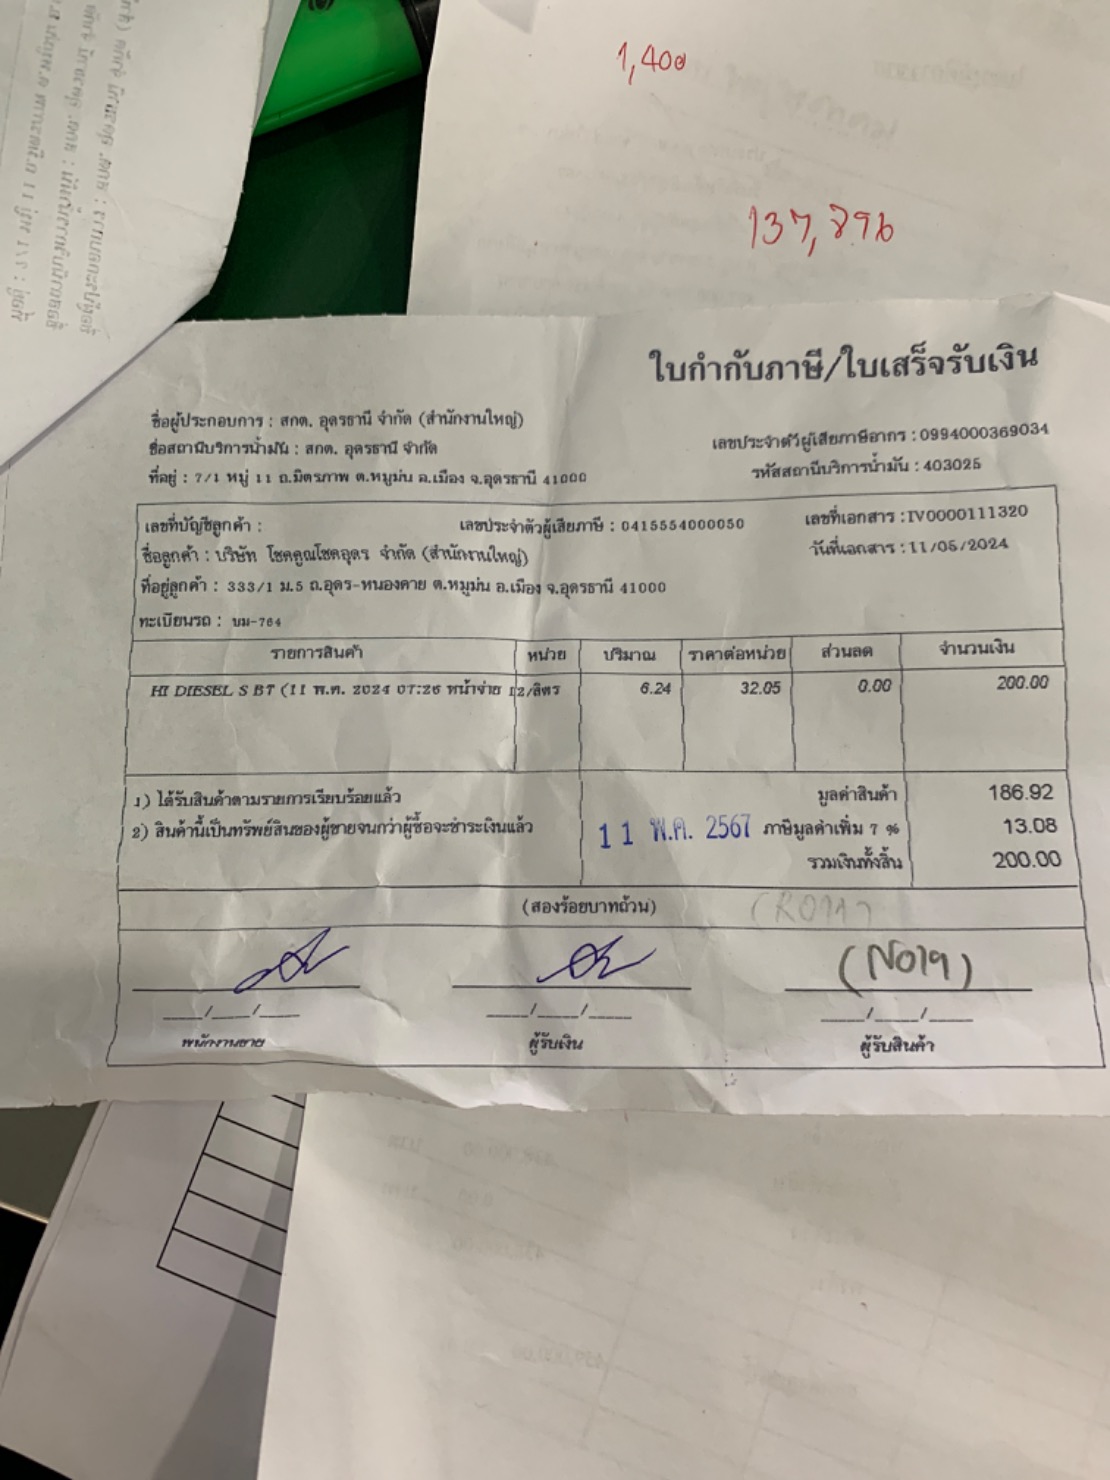 1,400
137,896
ใบกำกับภาษี/ใบเสร็จรับเงิน
ชื่อผู้ประกอบการ : สกต. อุดรธานี จำกัด (สำนักงานใหญ่)
เลขประจำตัวผู้เสียภาษีอากร : 0994000369034
ชื่อสถานีบริการน้ำมัน : สกต. อุดรธานี จำกัด
รหัสสถานีบริการน้ำมัน : 403025
ที่อยู่ : 7/1 หมู่ 11 ถ.มิตรภาพ ต.หมูม่น อ.เมือง จ.อุดรธานี 41000
เลขที่บัญชีลูกค้า : เลขประจำตัวผู้เสียภาษี : 0415554000050 เลขที่เอกสาร : IV0000111320
ชื่อลูกค้า : บริษัท โชคคูณโชคอุดร จำกัด (สำนักงานใหญ่) วันที่เอกสาร : 11/05/2024
ที่อยู่ลูกค้า : 333/1 ม.5 ถ.อุดร-หนองคาย ต.หมูม่น อ.เมือง จ.อุดรธานี 41000
ทะเบียนรถ : บม-764
รายการสินค้า หน่วย ปริมาณ ราคาต่อหน่วย ส่วนลด จำนวนเงิน
HI DIESEL S B7 (11 พ.ค. 2024 07:26 หน้าจ่าย 12/ลิตร 6.24 32.05 0.00 200.00
1) ได้รับสินค้าตามรายการเรียบร้อยแล้ว มูลค่าสินค้า 186.92
2) สินค้านี้เป็นทรัพย์สินของผู้ขายจนกว่าผู้ซื้อจะชำระเงินแล้ว 11 พ.ค. 2567 ภาษีมูลค่าเพิ่ม 7 % 13.08
รวมเงินทั้งสิ้น 200.00
(สองร้อยบาทถ้วน)
___/___/___ ___/___/___ ___/___/___
พนักงานขาย ผู้รับเงิน ผู้รับสินค้า